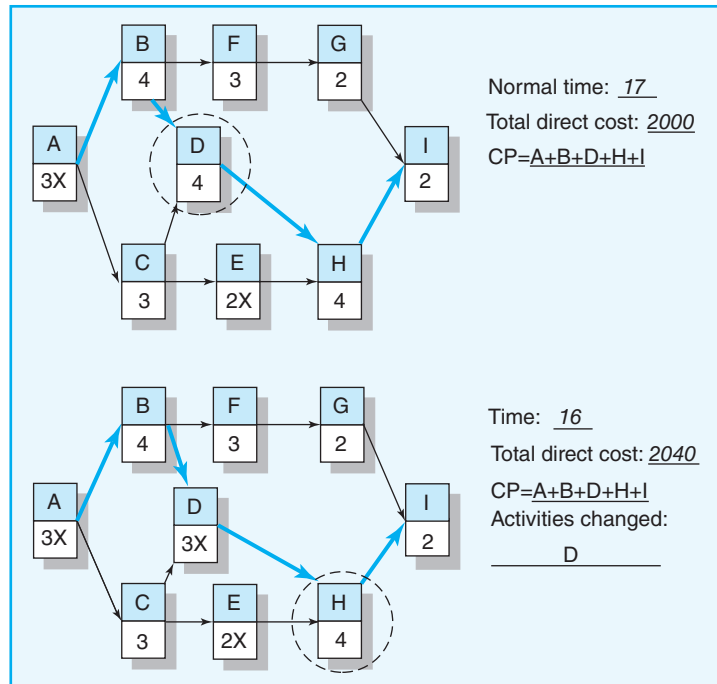 B
4
F
3
G
2
Normal time: 17
Total direct cost: 2000
CP=A+B+D+H+I
A
3X
D
4
I
2
C
3
E
2X
H
4
B
4
F
3
G
2
Time: 16
Total direct cost: 2040
CP=A+B+D+H+I
Activities changed:
D
A
3X
D
3X
I
2
C
3
E
2X
H
4